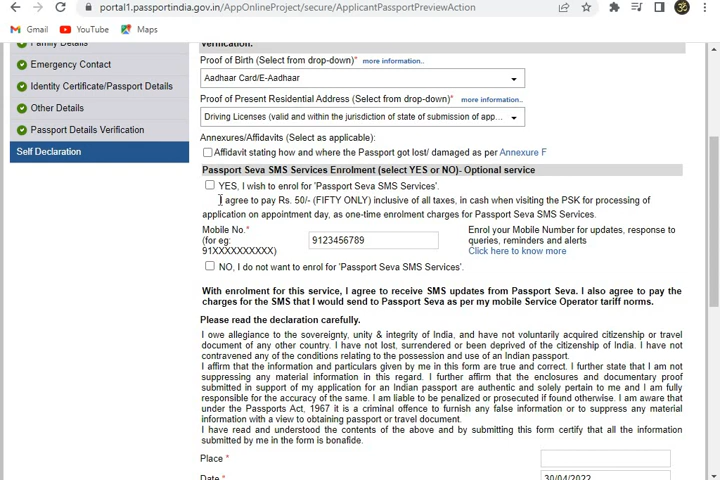 portal1.passportindia.gov.in/AppOnlineProject/secure/ApplicantPassportPreviewAction
Gmail YouTube Maps
Family Details
Emergency Contact
Identity Certificate/Passport Details
Other Details
Passport Details Verification
Self Declaration
Verification.
Proof of Birth (Select from drop-down)* more information..
Aadhaar Card/E-Aadhaar
Proof of Present Residential Address (Select from drop-down)* more information..
Driving Licenses (valid and within the jurisdiction of state of submission of app...
Annexures/Affidavits (Select as applicable):
Affidavit stating how and where the Passport got lost/ damaged as per Annexure F
Passport Seva SMS Services Enrolment (select YES or NO)- Optional service
YES, I wish to enrol for 'Passport Seva SMS Services'.
I agree to pay Rs. 50/- (FIFTY ONLY) inclusive of all taxes, in cash when visiting the PSK for processing of
application on appointment day, as one-time enrolment charges for Passport Seva SMS Services.
Mobile No.*
(for eg:
91XXXXXXXXXX)
9123456789
Enrol your Mobile Number for updates, response to
queries, reminders and alerts
Click here to know more
NO, I do not want to enrol for 'Passport Seva SMS Services'.
With enrolment for this service, I agree to receive SMS updates from Passport Seva. I also agree to pay the
charges for the SMS that I would send to Passport Seva as per my mobile Service Operator tariff norms.
Please read the declaration carefully.
I owe allegiance to the sovereignty, unity & integrity of India, and have not voluntarily acquired citizenship or travel
document of any other country. I have not lost, surrendered or been deprived of the citizenship of India. I have not
contravened any of the conditions relating to the possession and use of an Indian passport.
I affirm that the information and particulars given by me in this form are true and correct. I further state that I am not
suppressing any material information in this regard. I further affirm that the enclosures and documentary proof
submitted in support of my application for an Indian passport are authentic and solely pertain to me and I am fully
responsible for the accuracy of the same. I am liable to be penalized or prosecuted if found otherwise. I am aware that
under the Passports Act, 1967 it is a criminal offence to furnish any false information or to suppress any material
information with a view to obtaining passport or travel document.
I have read and understood the contents of the above and by submitting this form certify that all the information
submitted by me in the form is bonafide.
Place *
Date * 30/04/2022